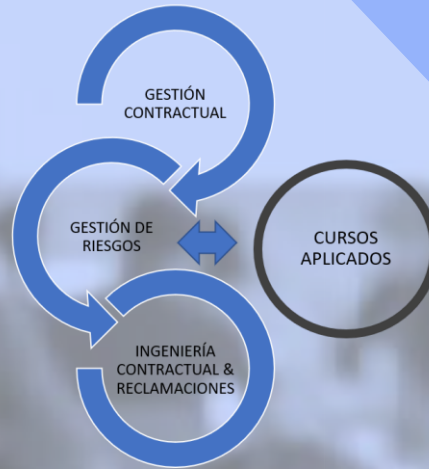 GESTIÓN
CONTRACTUAL
GESTIÓN DE
RIESGOS
CURSOS
APLICADOS
INGENIERÍA
CONTRACTUAL &
RECLAMACIONES